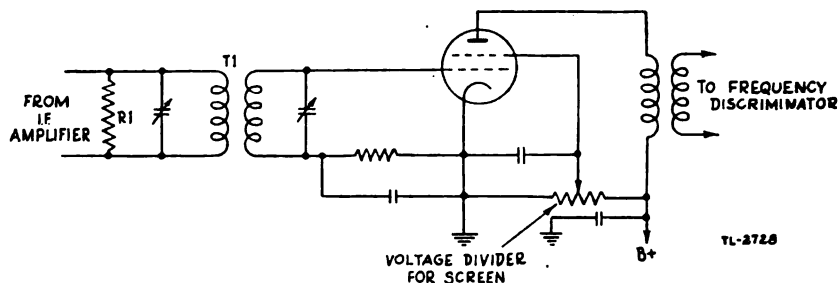 T1
FROM
I.F.
AMPLIFIER
R1
TO FREQUENCY
DISCRIMINATOR
VOLTAGE DIVIDER
FOR SCREEN
B+
TL-2728